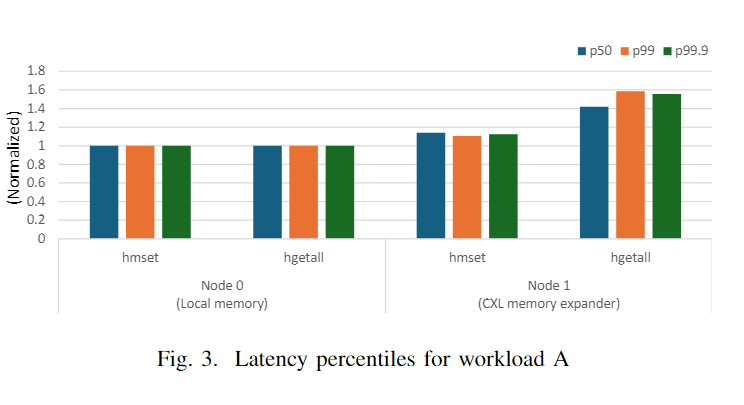 p50 p99 p99.9
1.8
1.6
1.4
1.2
1
0.8
0.6
0.4
0.2
0
(Normalized)
hmset hgetall hmset hgetall
Node 0 Node 1
(Local memory) (CXL memory expander)
Fig. 3. Latency percentiles for workload A